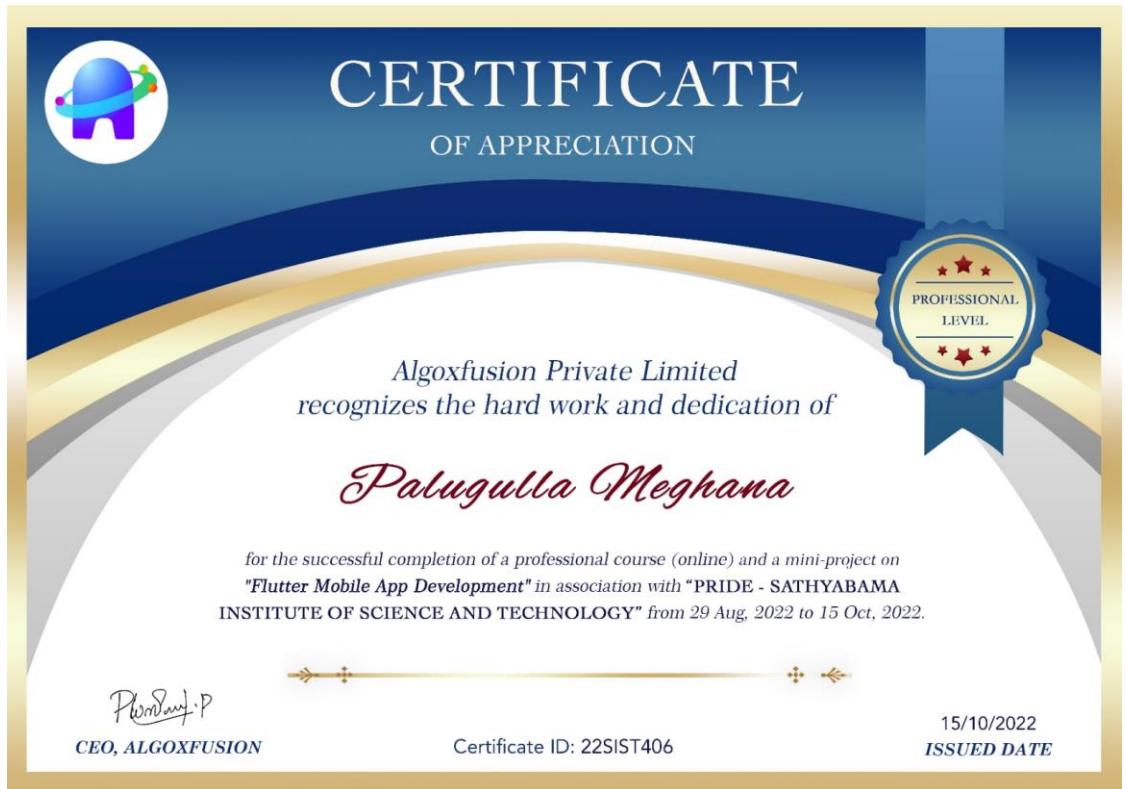 CERTIFICATE
OF APPRECIATION
PROFESSIONAL
LEVEL
Algoxfusion Private Limited
recognizes the hard work and dedication of
Palugulla Meghana
for the successful completion of a professional course (online) and a mini-project on
"Flutter Mobile App Development" in association with “PRIDE - SATHYABAMA
INSTITUTE OF SCIENCE AND TECHNOLOGY” from 29 Aug, 2022 to 15 Oct, 2022.
CEO, ALGOXFUSION
Certificate ID: 22SIST406
15/10/2022
ISSUED DATE